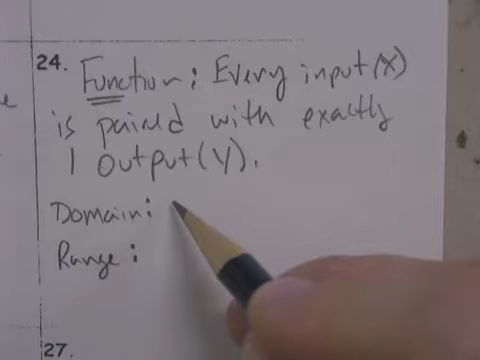 24. Function: Every input(x)
is paired with exactly
1 output(y).
Domain:
Range:
27.